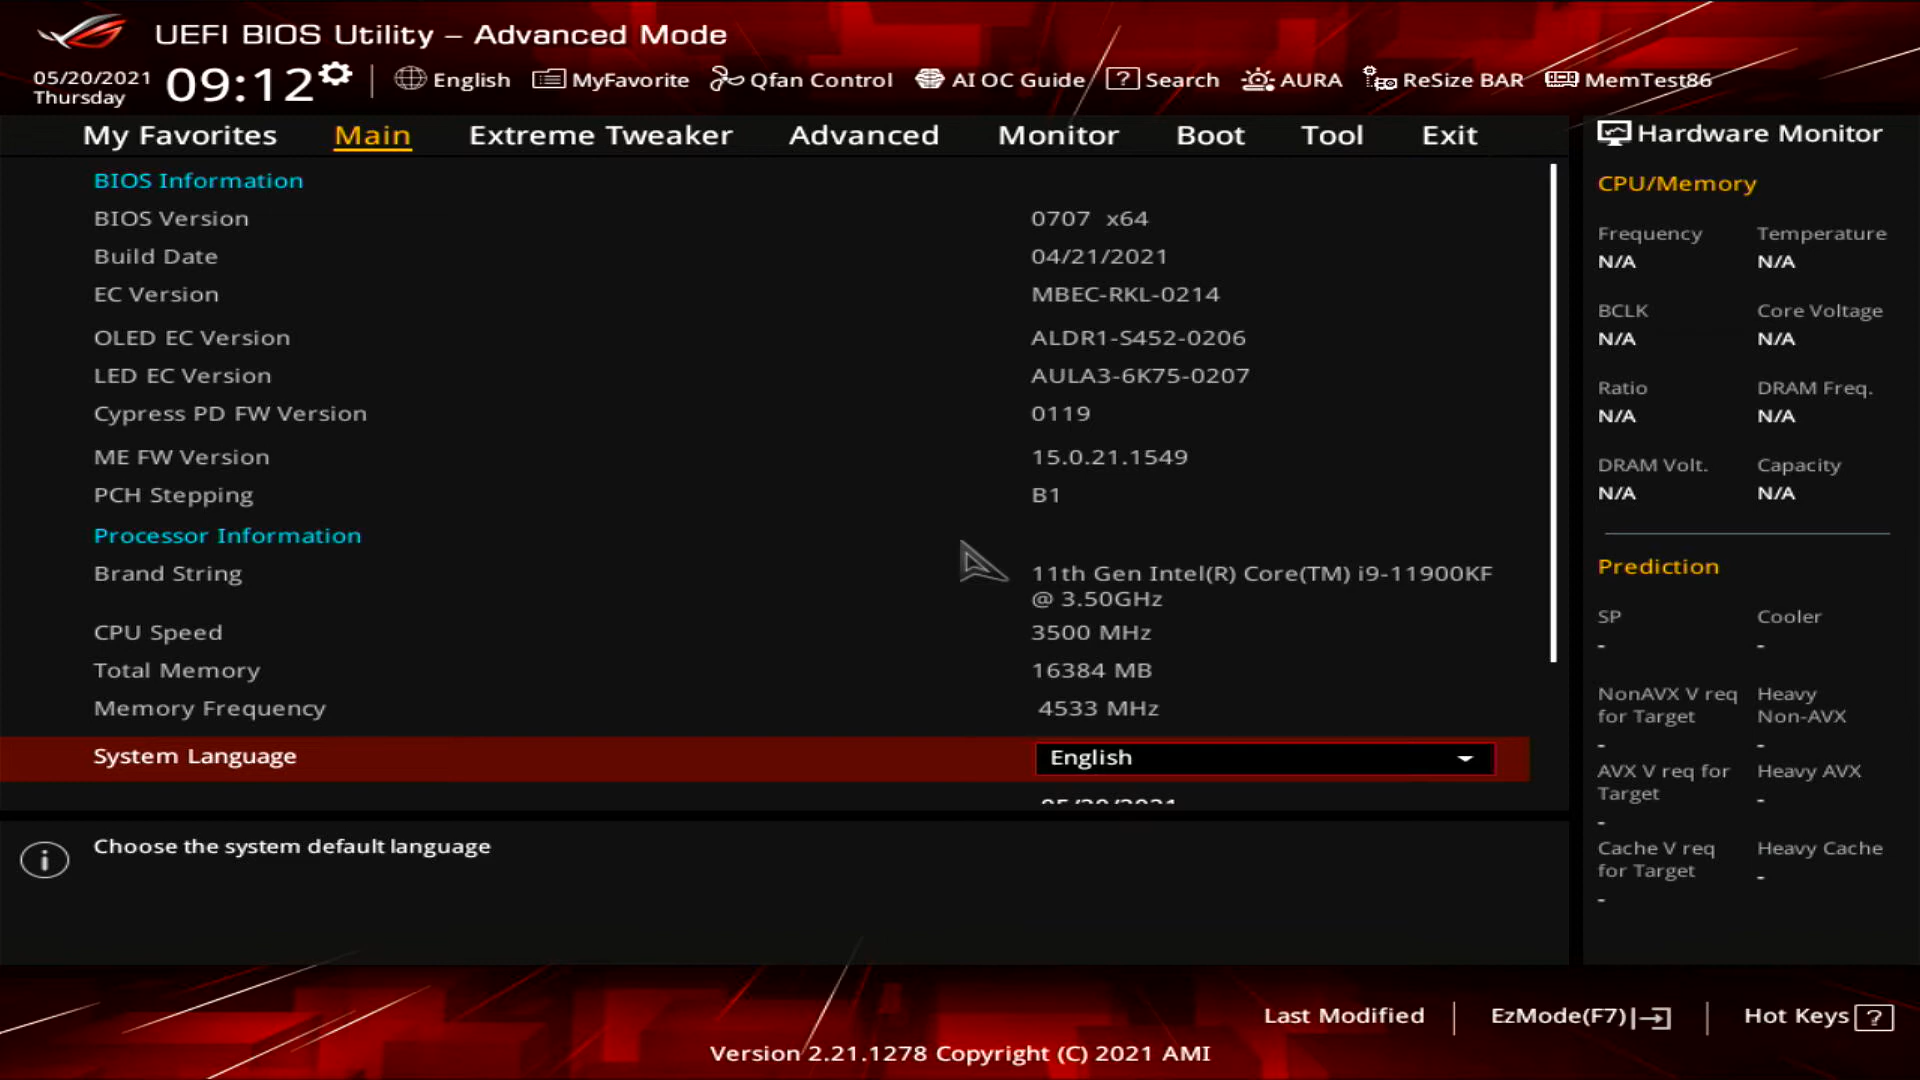 UEFI BIOS Utility – Advanced Mode
05/20/2021
Thursday
09:12
English
MyFavorite
Qfan Control
AI OC Guide
? Search
AURA
ReSize BAR
MemTest86
My Favorites
Main
Extreme Tweaker
Advanced
Monitor
Boot
Tool
Exit
BIOS Information
BIOS Version 0707 x64
Build Date 04/21/2021
EC Version MBEC-RKL-0214
OLED EC Version ALDR1-S452-0206
LED EC Version AULA3-6K75-0207
Cypress PD FW Version 0119
ME FW Version 15.0.21.1549
PCH Stepping B1
Processor Information
Brand String 11th Gen Intel(R) Core(TM) i9-11900KF
@ 3.50GHz
CPU Speed 3500 MHz
Total Memory 16384 MB
Memory Frequency 4533 MHz
System Language English
05/20/2021
i Choose the system default language
Hardware Monitor
CPU/Memory
Frequency Temperature
N/A N/A
BCLK Core Voltage
N/A N/A
Ratio DRAM Freq.
N/A N/A
DRAM Volt. Capacity
N/A N/A
Prediction
SP Cooler
- -
NonAVX V req Heavy
for Target Non-AVX
- -
AVX V req for Heavy AVX
Target -
-
Cache V req Heavy Cache
for Target -
-
Last Modified
EzMode(F7)
Hot Keys ?
Version 2.21.1278 Copyright (C) 2021 AMI